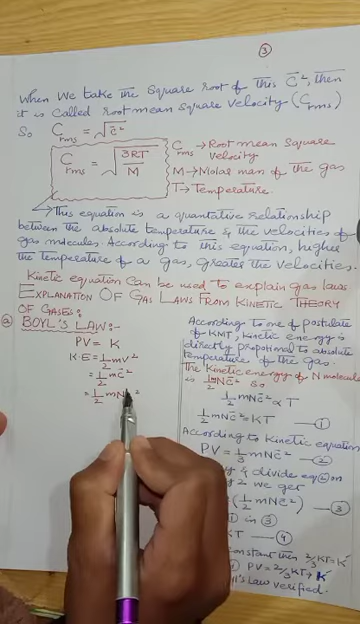 ③
When we take the square root of this C̄², then
it is called root mean square velocity (Crms)
So Crms = √c̄²
Crms = √3RT/M
Crms → Root mean square
velocity
M → Molar mass of the gas
T → Temperature.
This equation is a quantative relationship
between the absolute temperature & the velocities of
gas molecules. According to this equation, higher
the temperature of a gas, greater the velocities.
Kinetic equation can be used to explain gas laws
EXPLANATION OF GAS LAWS FROM KINETIC THEORY
OF GASES:
ⓐ BOYL'S LAW:-
PV = K
K·E = 1/2 mv²
= 1/2 mc̄²
= 1/2 mN
According to one of postulate
of KMT, kinetic energy is
directly propotional to absolute
temperature of the gas.
The Kinetic energy of N molecules
is 1/2 mNc̄² so
1/2 mNc̄² ∝ T
1/2 mNc̄² = KT — ①
According to Kinetic equation
PV = 1/3 mNc̄² — ②
& divide eq ②
by 2 we get
(1/2 mNc̄²) — ③
① in ③
KT — ④
constant then 2/3 KT = K
PV = 2/3 KT → K
Law verified.